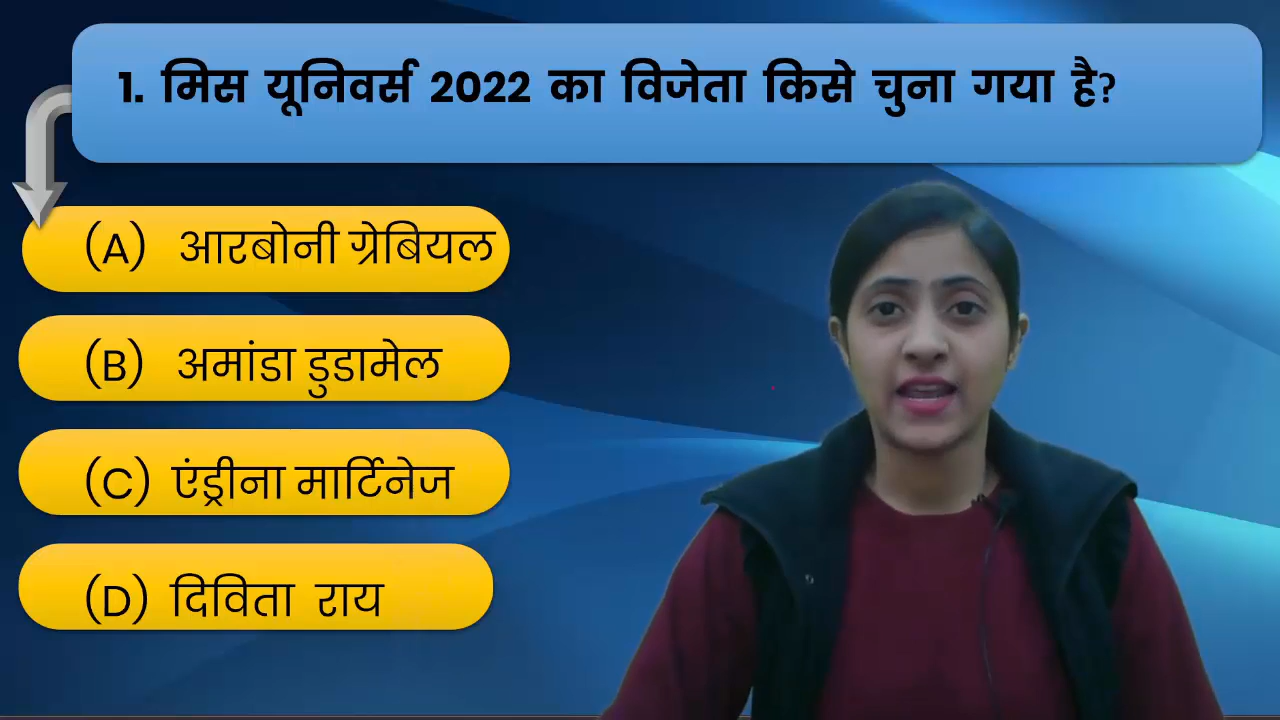 1. मिस यूनिवर्स 2022 का विजेता किसे चुना गया है?
(A) आरबोनी ग्रेबियल
(B) अमांडा डुडामेल
(C) एंड्रीना मार्टिनेज
(D) दिविता राय